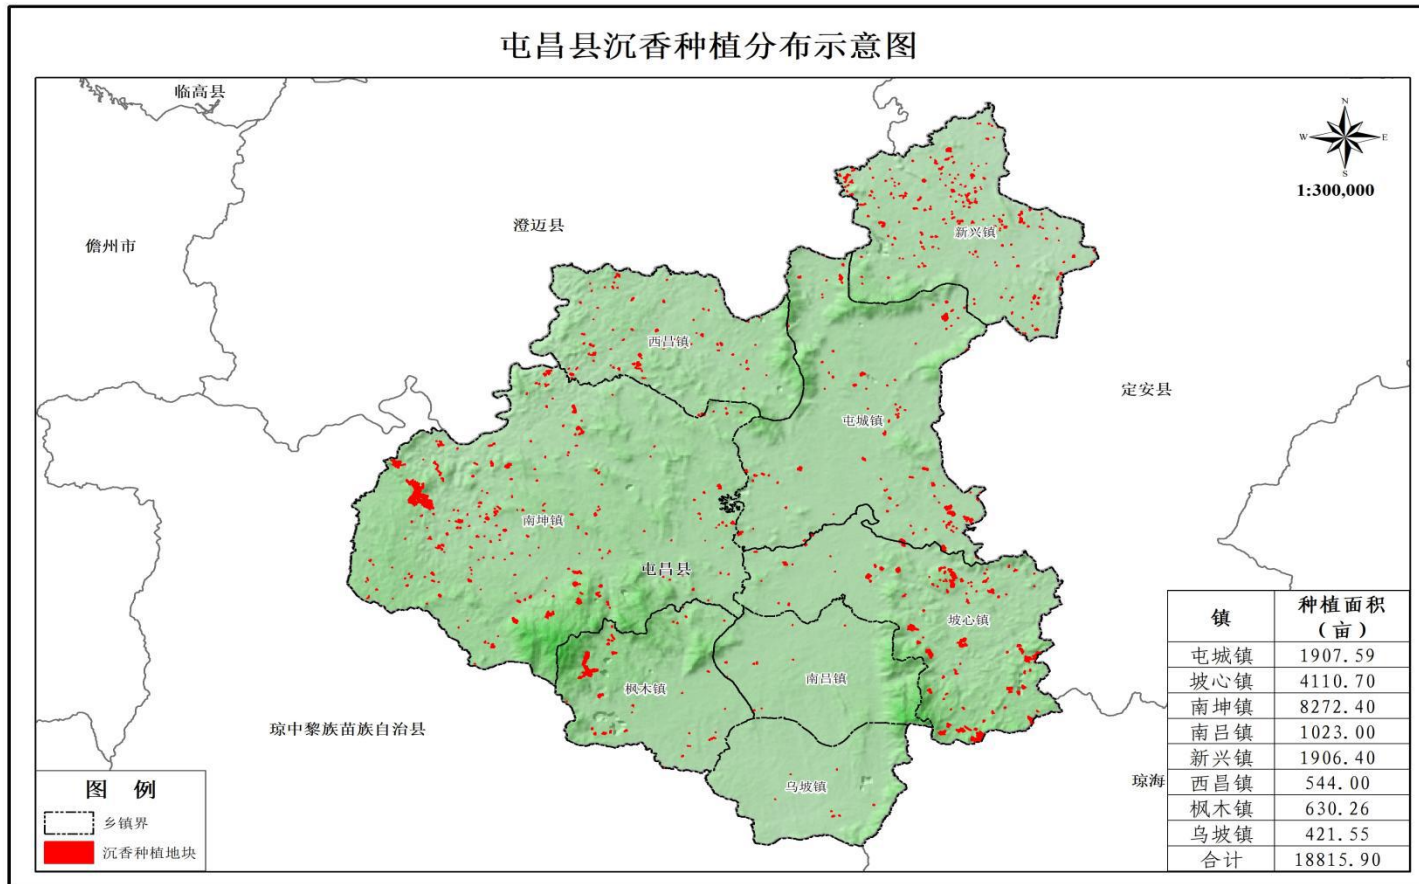 屯昌县沉香种植分布示意图
临高县
N
W E
S
1:300,000
儋州市
澄迈县
新兴镇
西昌镇
定安县
屯城镇
南坤镇
屯昌县
坡心镇
枫木镇
南吕镇
琼中黎族苗族自治县
琼海
乌坡镇
图 例
乡镇界
沉香种植地块
镇 种植面积（亩）
屯城镇 1907.59
坡心镇 4110.70
南坤镇 8272.40
南吕镇 1023.00
新兴镇 1906.40
西昌镇 544.00
枫木镇 630.26
乌坡镇 421.55
合计 18815.90